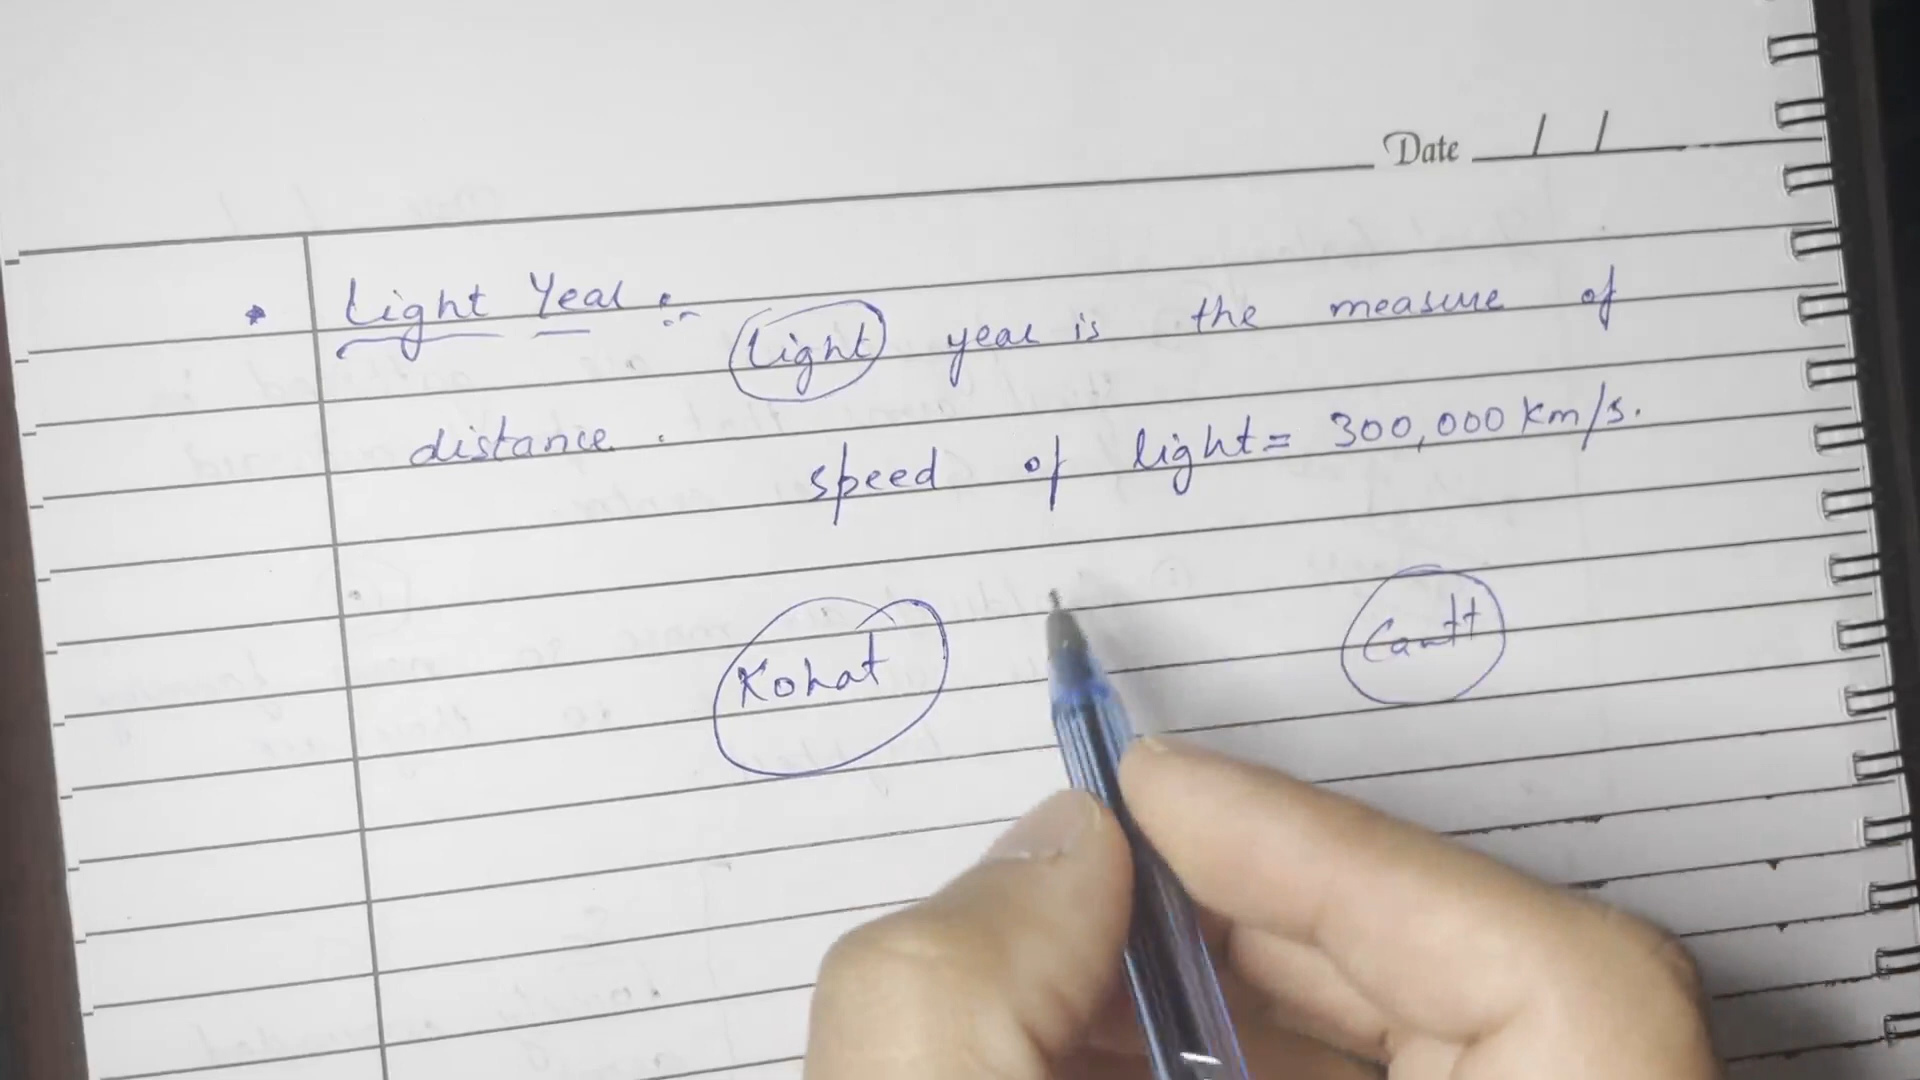 Date / /
Light Year :-
Light year is the measure of
distance.
speed of light = 300,000 km/s.
Kohat
Cantt